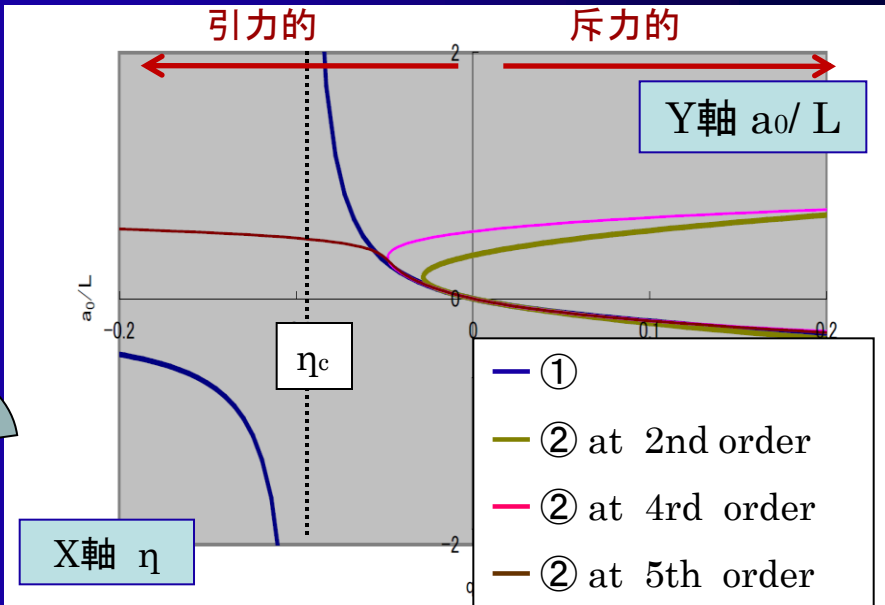 引力的
斥力的
2
Y軸 a0/ L
a₀/L
0
-0.2
0
0.1
0.2
ηc
①
② at 2nd order
② at 4rd order
② at 5th order
X軸 η
-2